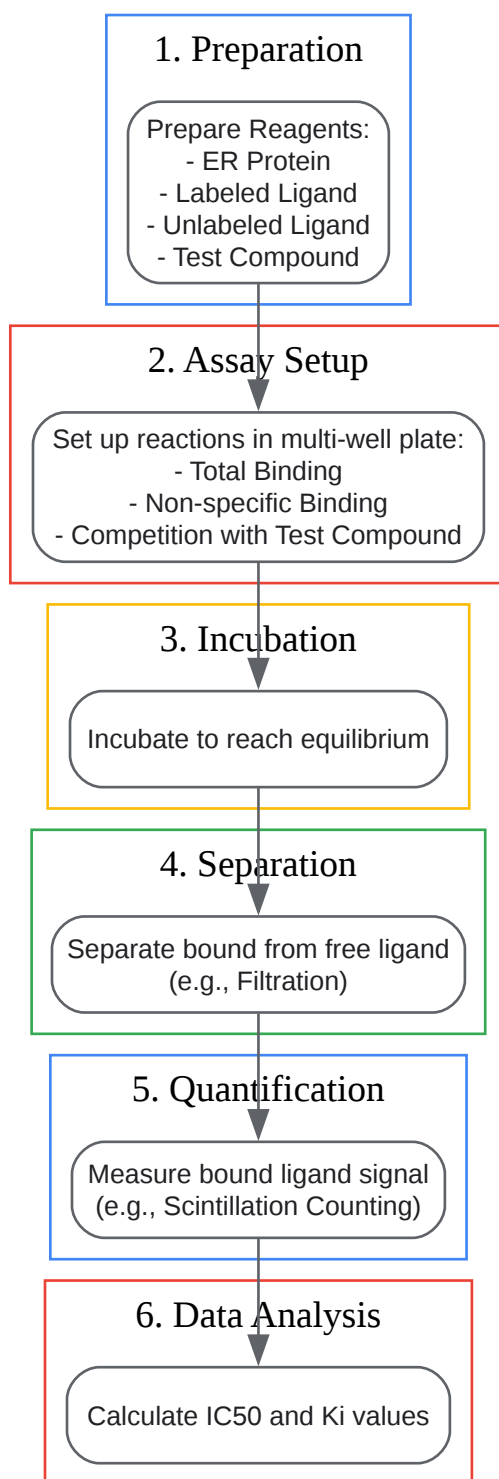 1. Preparation
Prepare Reagents:
- ER Protein
- Labeled Ligand
- Unlabeled Ligand
- Test Compound
2. Assay Setup
Set up reactions in multi-well plate:
- Total Binding
- Non-specific Binding
- Competition with Test Compound
3. Incubation
Incubate to reach equilibrium
4. Separation
Separate bound from free ligand
(e.g., Filtration)
5. Quantification
Measure bound ligand signal
(e.g., Scintillation Counting)
6. Data Analysis
Calculate IC50 and Ki values